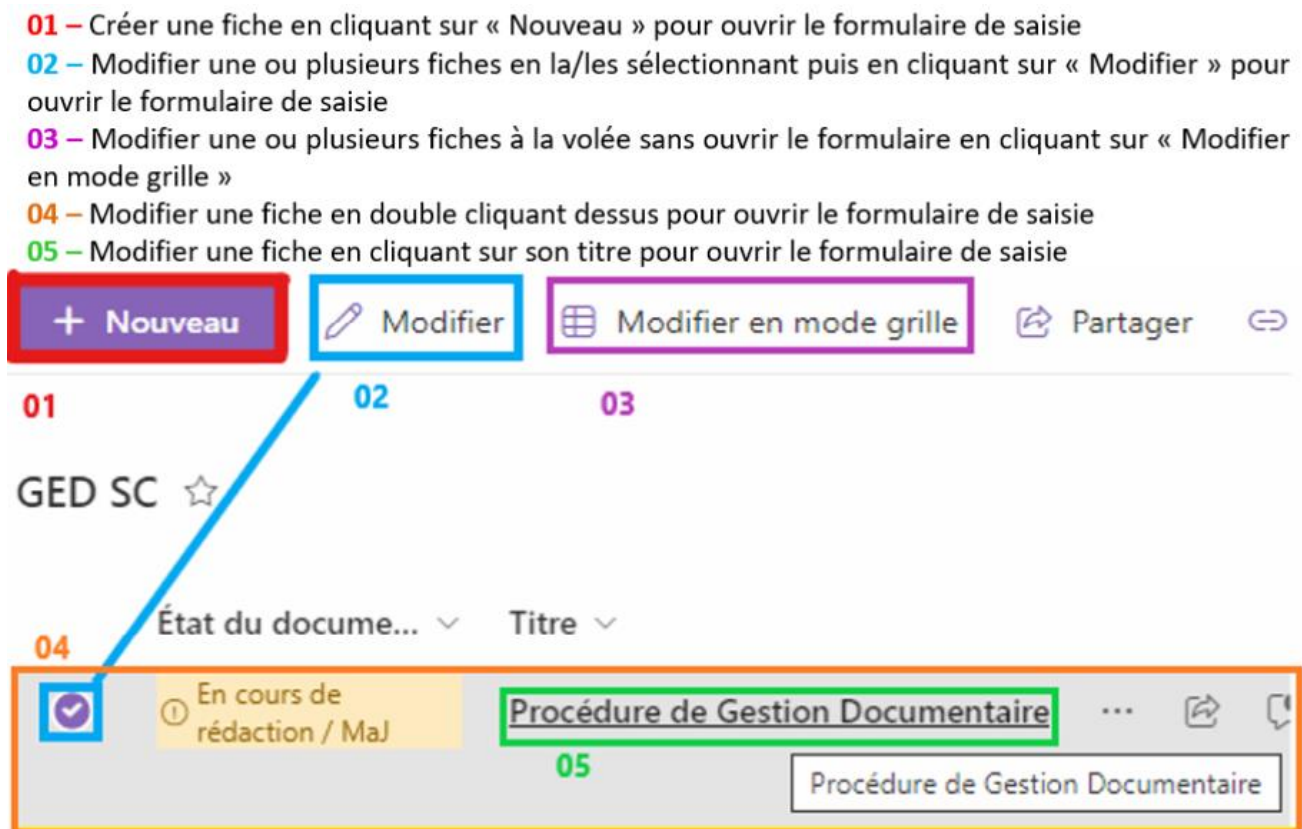 01 – Créer une fiche en cliquant sur « Nouveau » pour ouvrir le formulaire de saisie
02 – Modifier une ou plusieurs fiches en la/les sélectionnant puis en cliquant sur « Modifier » pour
ouvrir le formulaire de saisie
03 – Modifier une ou plusieurs fiches à la volée sans ouvrir le formulaire en cliquant sur « Modifier
en mode grille »
04 – Modifier une fiche en double cliquant dessus pour ouvrir le formulaire de saisie
05 – Modifier une fiche en cliquant sur son titre pour ouvrir le formulaire de saisie
+ Nouveau Modifier Modifier en mode grille Partager
01 02 03
GED SC
État du docume... Titre
04
En cours de
rédaction / MaJ
Procédure de Gestion Documentaire ...
05
Procédure de Gestion Documentaire